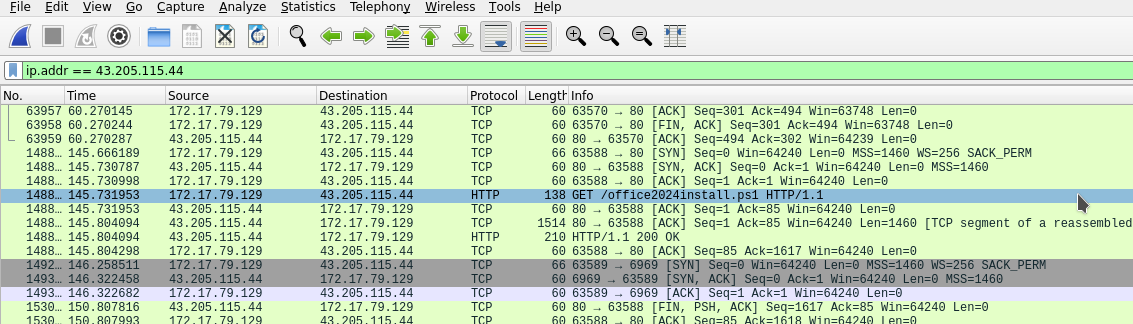 File Edit View Go Capture Analyze Statistics Telephony Wireless Tools Help
ip.addr == 43.205.115.44
No. Time Source Destination Protocol Length Info
63957 60.270145 172.17.79.129 43.205.115.44 TCP 60 63570 → 80 [ACK] Seq=301 Ack=494 Win=63748 Len=0
63958 60.270244 172.17.79.129 43.205.115.44 TCP 60 63570 → 80 [FIN, ACK] Seq=301 Ack=494 Win=63748 Len=0
63959 60.270287 43.205.115.44 172.17.79.129 TCP 60 80 → 63570 [ACK] Seq=494 Ack=302 Win=64239 Len=0
1488… 145.666189 172.17.79.129 43.205.115.44 TCP 66 63588 → 80 [SYN] Seq=0 Win=64240 Len=0 MSS=1460 WS=256 SACK_PERM
1488… 145.730787 43.205.115.44 172.17.79.129 TCP 60 80 → 63588 [SYN, ACK] Seq=0 Ack=1 Win=64240 Len=0 MSS=1460
1488… 145.730998 172.17.79.129 43.205.115.44 TCP 60 63588 → 80 [ACK] Seq=1 Ack=1 Win=64240 Len=0
1488… 145.731953 172.17.79.129 43.205.115.44 HTTP 138 GET /office2024install.ps1 HTTP/1.1
1488… 145.731953 43.205.115.44 172.17.79.129 TCP 60 80 → 63588 [ACK] Seq=1 Ack=85 Win=64240 Len=0
1488… 145.804094 43.205.115.44 172.17.79.129 TCP 1514 80 → 63588 [ACK] Seq=1 Ack=85 Win=64240 Len=1460 [TCP segment of a reassembled
1488… 145.804094 43.205.115.44 172.17.79.129 HTTP 210 HTTP/1.1 200 OK
1488… 145.804298 172.17.79.129 43.205.115.44 TCP 60 63588 → 80 [ACK] Seq=85 Ack=1617 Win=64240 Len=0
1492… 146.258511 172.17.79.129 43.205.115.44 TCP 66 63589 → 6969 [SYN] Seq=0 Win=64240 Len=0 MSS=1460 WS=256 SACK_PERM
1493… 146.322458 43.205.115.44 172.17.79.129 TCP 60 6969 → 63589 [SYN, ACK] Seq=0 Ack=1 Win=64240 Len=0 MSS=1460
1493… 146.322682 172.17.79.129 43.205.115.44 TCP 60 63589 → 6969 [ACK] Seq=1 Ack=1 Win=64240 Len=0
1530… 150.807816 43.205.115.44 172.17.79.129 TCP 60 80 → 63588 [FIN, PSH, ACK] Seq=1617 Ack=85 Win=64240 Len=0
1530… 150.807993 172.17.79.129 43.205.115.44 TCP 60 63588 → 80 [ACK] Seq=85 Ack=1618 Win=64240 Len=0